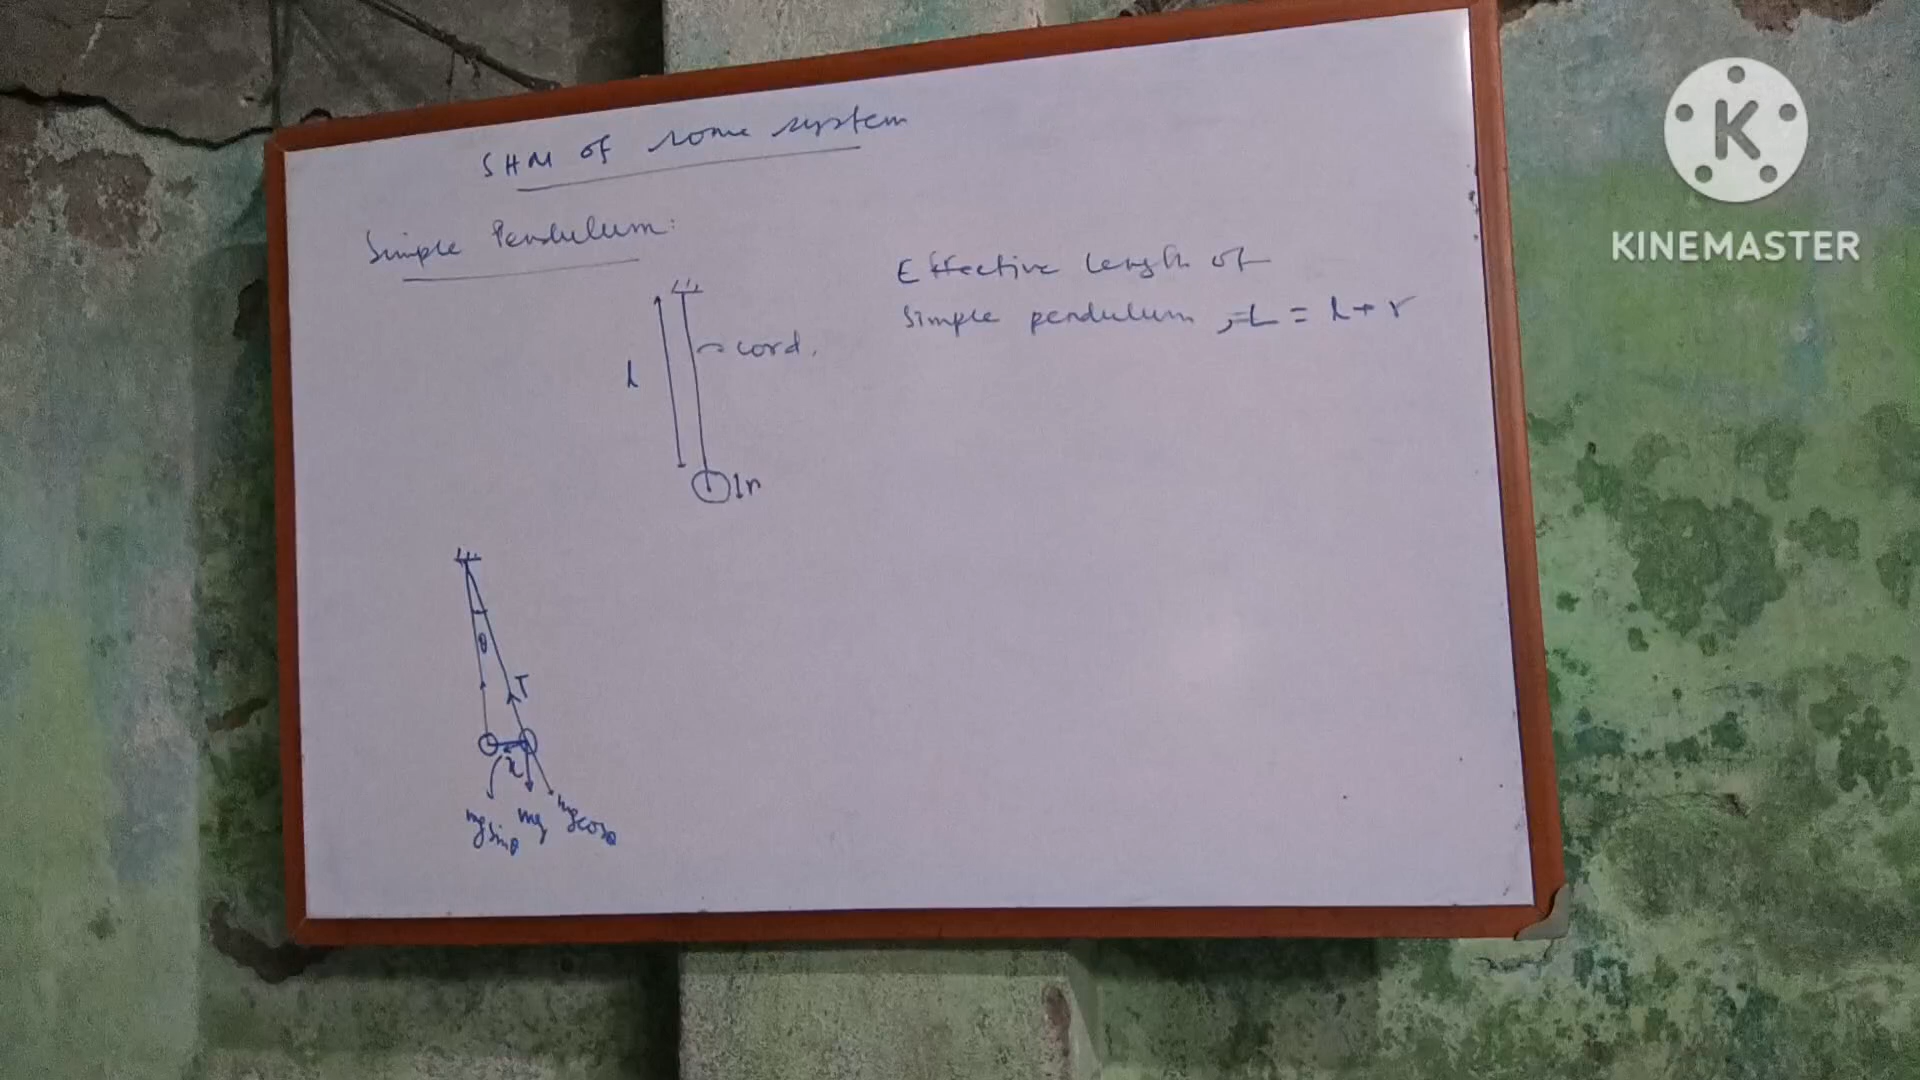 SHM of some system
Simple Pendulum:
Effective length of
simple pendulum, =L = l + r
cord.
l
r
θ
T
x
mg sinθ
mg
mg cosθ
K
KINEMASTER